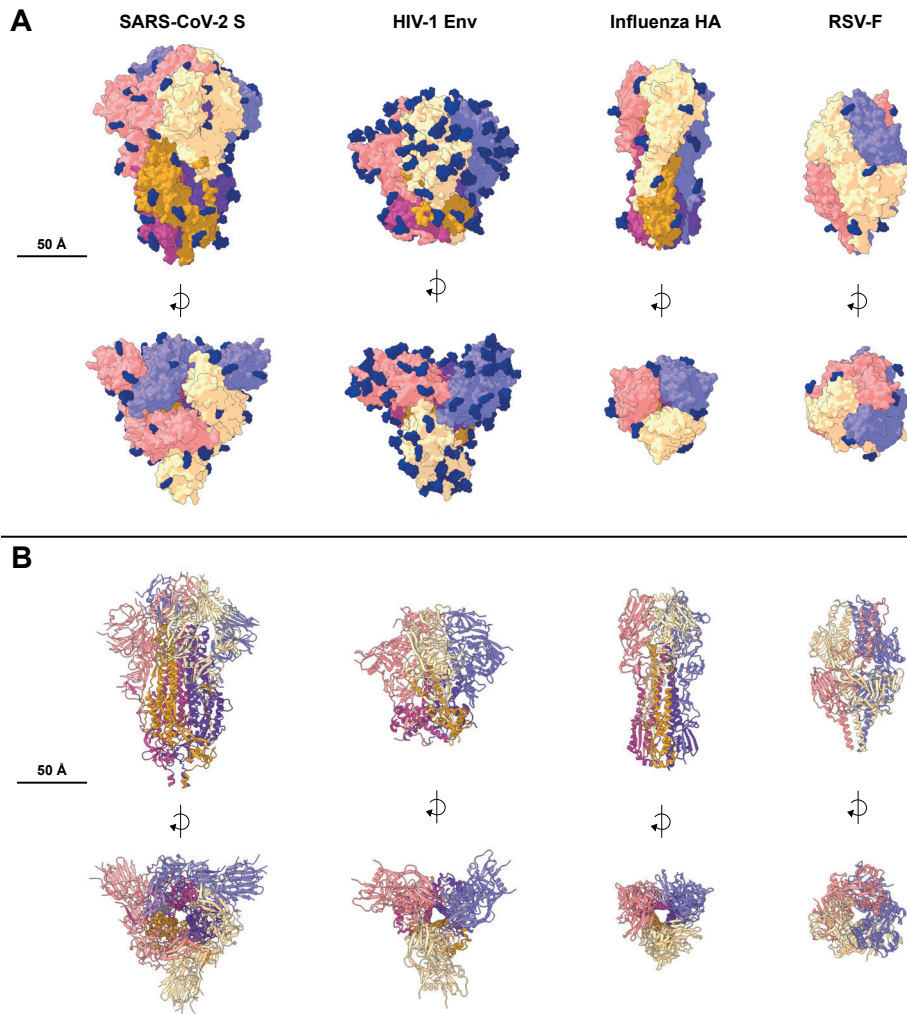 A
SARS-CoV-2 S
HIV-1 Env
Influenza HA
RSV-F
50 Å
B
50 Å